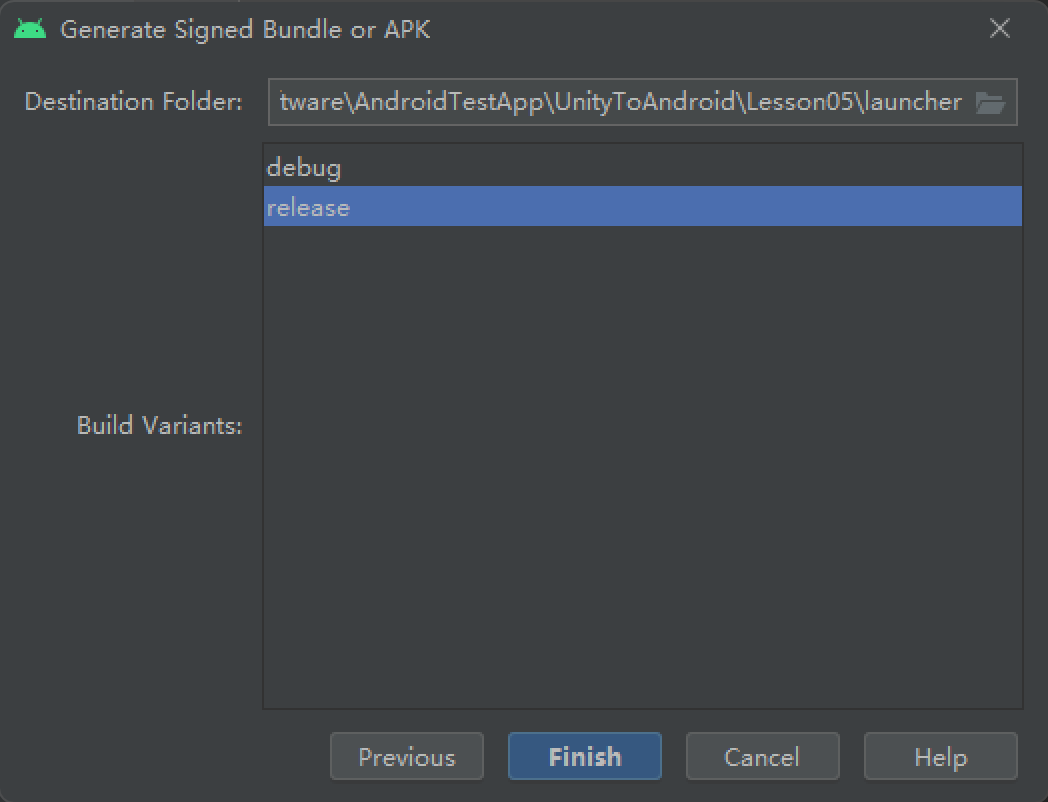 Generate Signed Bundle or APK
Destination Folder: tware\AndroidTestApp\UnityToAndroid\Lesson05\launcher
debug
release
Build Variants:
Previous Finish Cancel Help